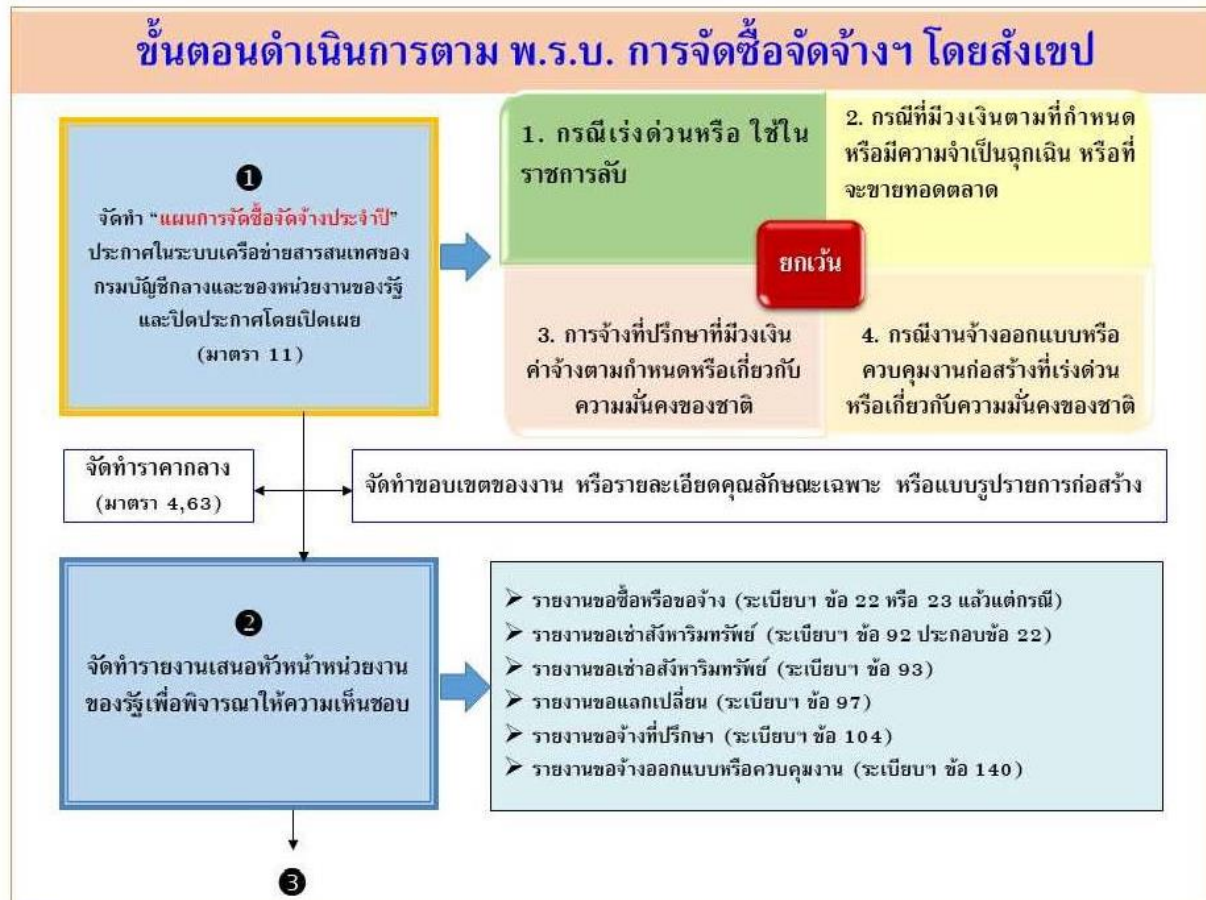 ขั้นตอนดำเนินการตาม พ.ร.บ. การจัดซื้อจัดจ้างฯ โดยสังเขป
❶
จัดทำ “แผนการจัดซื้อจัดจ้างประจำปี”
ประกาศในระบบเครือข่ายสารสนเทศของ
กรมบัญชีกลางและของหน่วยงานของรัฐ
และปิดประกาศโดยเปิดเผย
(มาตรา 11)
1. กรณีเร่งด่วนหรือ ใช้ใน
ราชการลับ
2. กรณีที่มีวงเงินตามที่กำหนด
หรือมีความจำเป็นฉุกเฉิน หรือที่
จะขายทอดตลาด
ยกเว้น
3. การจ้างที่ปรึกษาที่มีวงเงิน
ค่าจ้างตามกำหนดหรือเกี่ยวกับ
ความมั่นคงของชาติ
4. กรณีงานจ้างออกแบบหรือ
ควบคุมงานก่อสร้างที่เร่งด่วน
หรือเกี่ยวกับความมั่นคงของชาติ
จัดทำราคากลาง
(มาตรา 4,63)
จัดทำขอบเขตของงาน หรือรายละเอียดคุณลักษณะเฉพาะ หรือแบบรูปรายการก่อสร้าง
❷
จัดทำรายงานเสนอหัวหน้าหน่วยงาน
ของรัฐเพื่อพิจารณาให้ความเห็นชอบ
➢ รายงานขอซื้อหรือขอจ้าง (ระเบียบฯ ข้อ 22 หรือ 23 แล้วแต่กรณี)
➢ รายงานขอเช่าสังหาริมทรัพย์ (ระเบียบฯ ข้อ 92 ประกอบข้อ 22)
➢ รายงานขอเช่าอสังหาริมทรัพย์ (ระเบียบฯ ข้อ 93)
➢ รายงานขอแลกเปลี่ยน (ระเบียบฯ ข้อ 97)
➢ รายงานขอจ้างที่ปรึกษา (ระเบียบฯ ข้อ 104)
➢ รายงานขอจ้างออกแบบหรือควบคุมงาน (ระเบียบฯ ข้อ 140)
❸